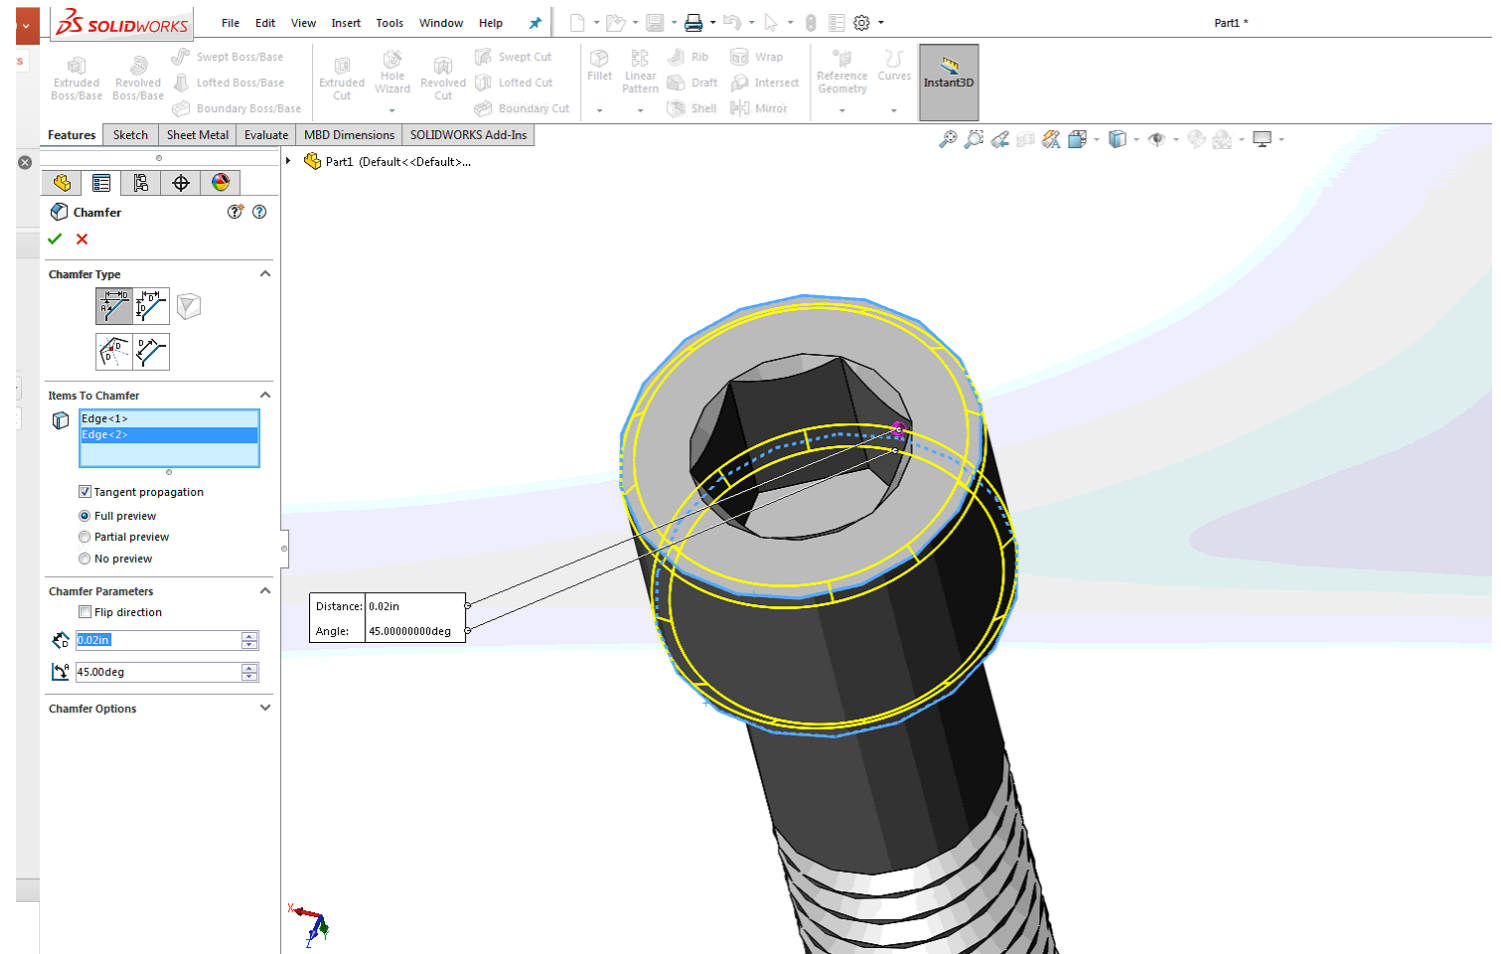 SOLIDWORKS File Edit View Insert Tools Window Help Part1 *
Swept Boss/Base
Lofted Boss/Base
Boundary Boss/Base
Extruded Boss/Base
Revolved Boss/Base
Extruded Cut
Hole Wizard
Revolved Cut
Swept Cut
Lofted Cut
Boundary Cut
Fillet
Linear Pattern
Rib
Draft
Shell
Wrap
Intersect
Mirror
Reference Geometry
Curves
Instant3D
Features Sketch Sheet Metal Evaluate MBD Dimensions SOLIDWORKS Add-Ins
Part1 (Default<<Default>...
Chamfer
Chamfer Type
Items To Chamfer
Edge<1>
Edge<2>
Tangent propagation
Full preview
Partial preview
No preview
Chamfer Parameters
Flip direction
0.02in
45.00deg
Chamfer Options
Distance: 0.02in
Angle: 45.00000000deg
X
Y
Z